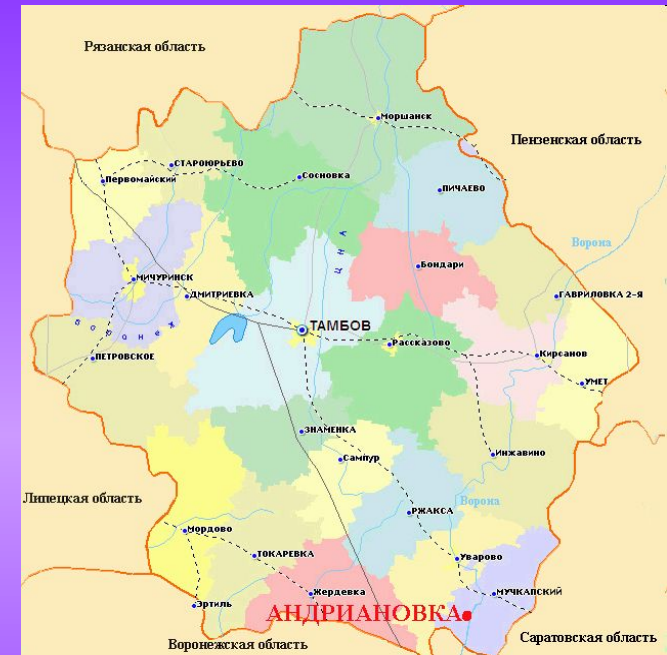 Рязанская область
Моршанск
Пензенская область
СТАРОЮРЬЕВО
Сосновка
Первомайский
ПИЧАЕВО
Цна
Ворона
Бондари
МИЧУРИНСК
ДМИТРИЕВКА
ГАВРИЛОВКА 2-Я
Воронеж
ТАМБОВ
Рассказово
ПЕТРОВСКОЕ
Кирсанов
УМЕТ
ЗНАМЕНКА
Сампур
Инжавино
Липецкая область
Ворона
РЖАКСА
Мордово
ТОКАРЕВКА
Уварово
Жердевка
МУЧКАПСКИЙ
Эртиль
АНДРИАНОВКА
Воронежская область
Саратовская область